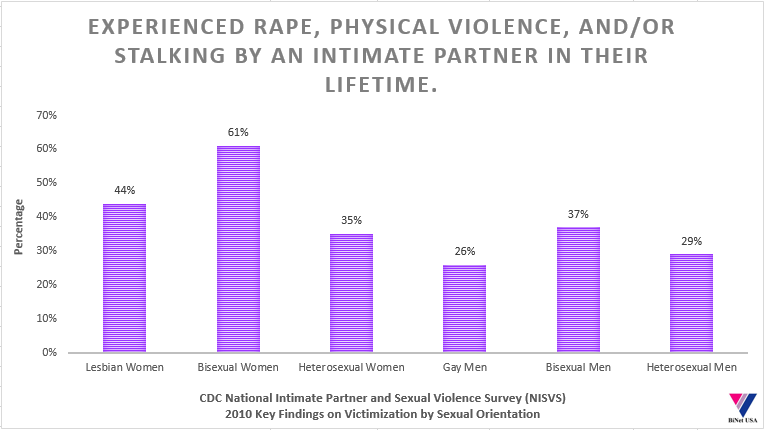 EXPERIENCED RAPE, PHYSICAL VIOLENCE, AND/OR
STALKING BY AN INTIMATE PARTNER IN THEIR
LIFETIME.
70%
60%
50%
40%
30%
20%
10%
0%
Percentage
44%
61%
35%
26%
37%
29%
Lesbian Women
Bisexual Women
Heterosexual Women
Gay Men
Bisexual Men
Heterosexual Men
CDC National Intimate Partner and Sexual Violence Survey (NISVS)
2010 Key Findings on Victimization by Sexual Orientation
BiNet USA